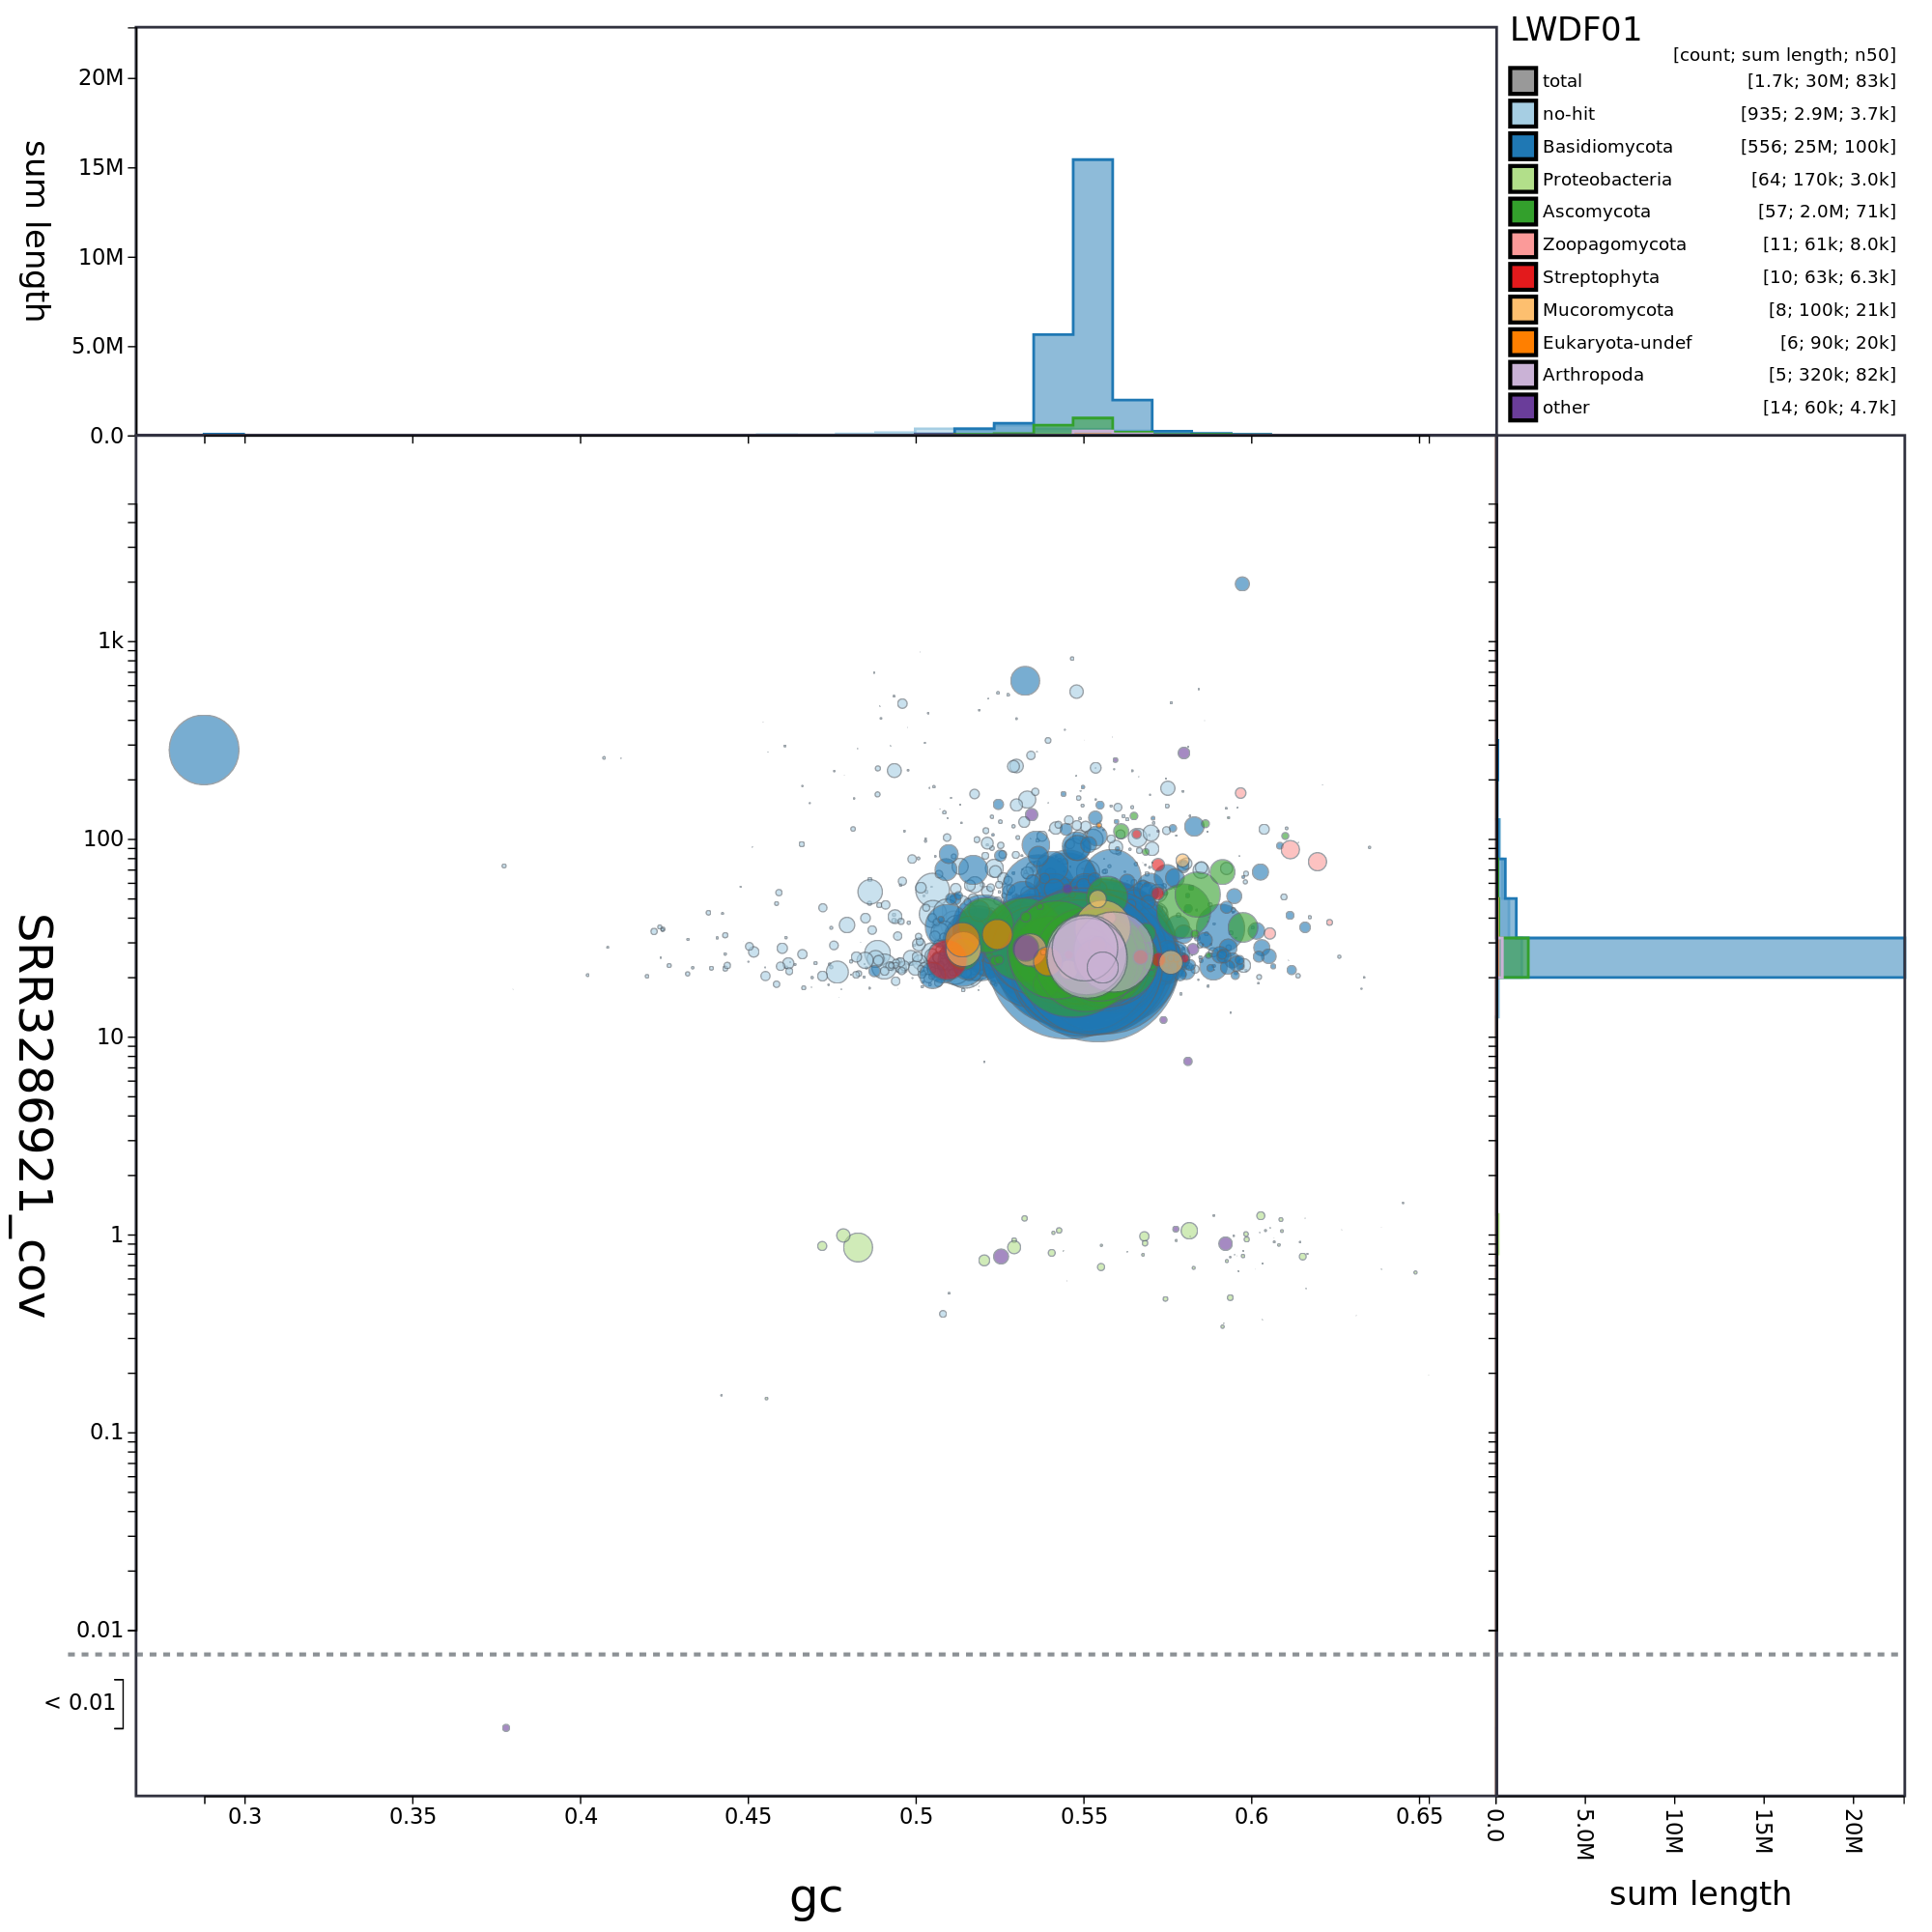 LWDF01
[count; sum length; n50]
total [1.7k; 30M; 83k]
no-hit [935; 2.9M; 3.7k]
Basidiomycota [556; 25M; 100k]
Proteobacteria [64; 170k; 3.0k]
Ascomycota [57; 2.0M; 71k]
Zoopagomycota [11; 61k; 8.0k]
Streptophyta [10; 63k; 6.3k]
Mucoromycota [8; 100k; 21k]
Eukaryota-undef [6; 90k; 20k]
Arthropoda [5; 320k; 82k]
other [14; 60k; 4.7k]
sum length
20M
15M
10M
5.0M
0.0
SRR3286921_cov
1k
100
10
1
0.1
0.01
< 0.01
0.3 0.35 0.4 0.45 0.5 0.55 0.6 0.65
gc
0.0 5.0M 10M 15M 20M
sum length